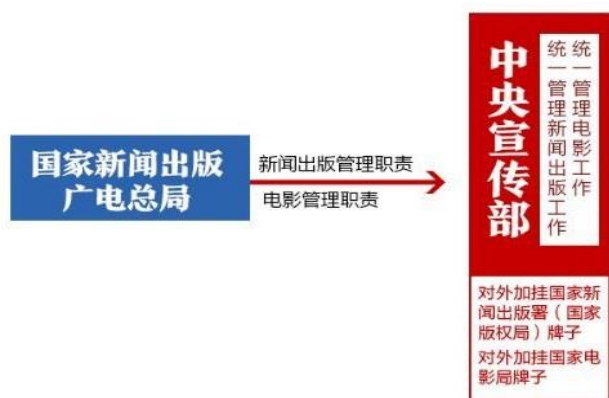 国家新闻出版
广电总局
新闻出版管理职责
电影管理职责
中央宣传部
统一管理新闻出版工作
统一管理电影工作
对外加挂国家新
闻出版署（国家
版权局）牌子
对外加挂国家电
影局牌子